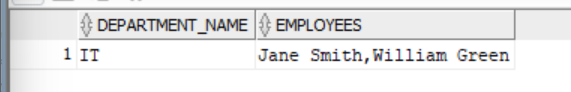 DEPARTMENT_NAME EMPLOYEES
1 IT Jane Smith,William Green